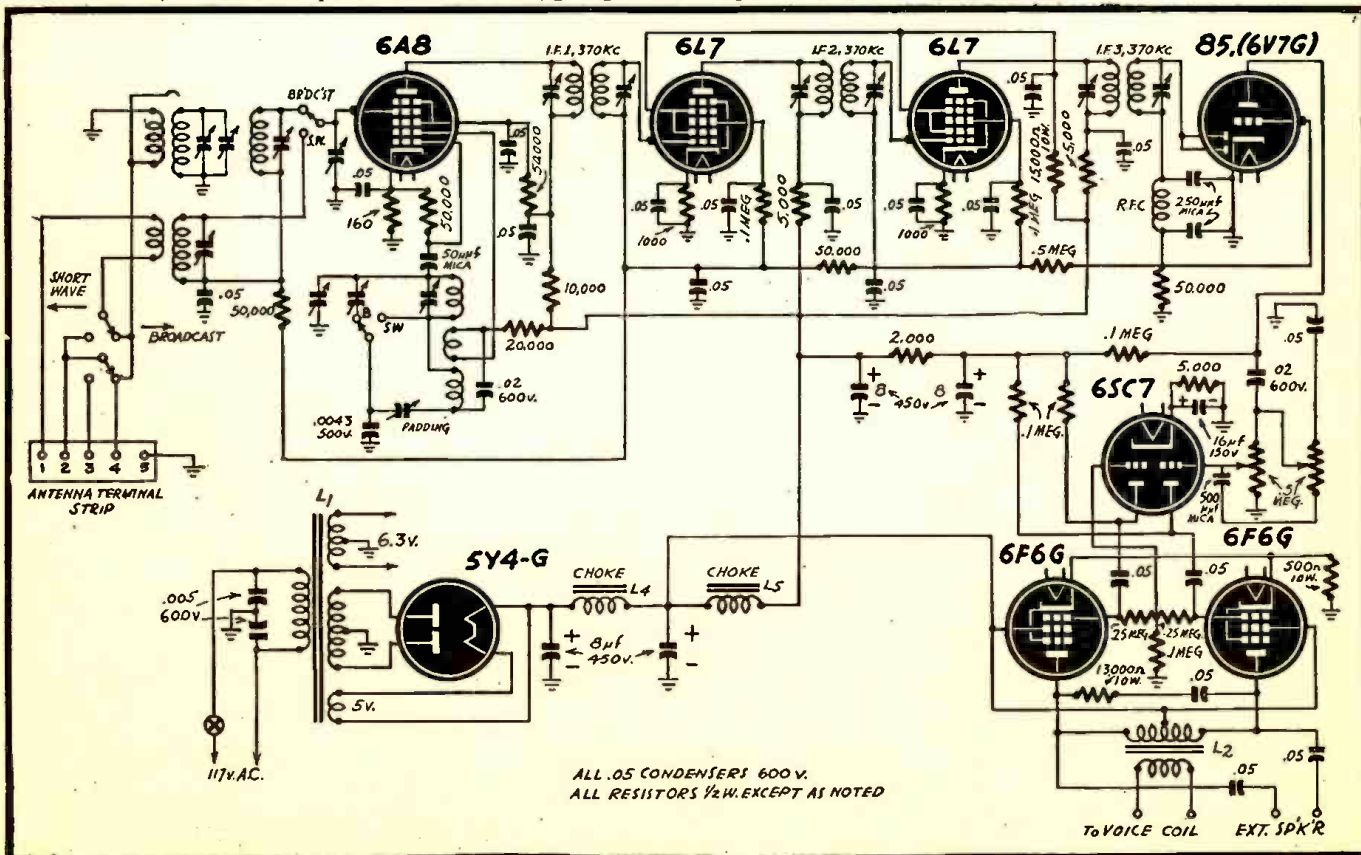 6A8
6L7
6L7
85,(6V7G)
I.F.1, 370KC
I.F.2, 370KC
I.F.3, 370KC
BR'DC'ST
S.W.
.05
160
50,000
.05
50,000
.05
.05
1000
.05
.1 MEG
5,000
.05
.05
1000
.05
.1 MEG
15,000Ω
10W.
5,000
.05
.05
R.F.C
250µµf
MICA
50µµf
MICA
10,000
.05
50,000
.05
.5 MEG
50.000
SHORT
WAVE
BROADCAST
.05
50,000
B
SW
20,000
.02
600v.
.0043
500v.
PADDING
2.000
8
450v.
8
.1 MEG
.1 MEG.
6SC7
5.000
16µf
150v
.02
600v.
.05
.5
MEG.
500
µµf
MICA
1 2 3 4 5
ANTENNA TERMINAL
STRIP
L1
6.3v.
5v.
5Y4-G
CHOKE
L4
CHOKE
L5
8µf
450v.
.005
600v
117v.A.C.
6F6G
6F6G
.05
.05
500Ω
10W.
.25 MEG.
.25 MEG.
.1MEG
13000Ω
10W.
.05
L2
.05
.05
To VOICE COIL
EXT. SP'K'R
ALL .05 CONDENSERS 600 V.
ALL RESISTORS ½W. EXCEPT AS NOTED